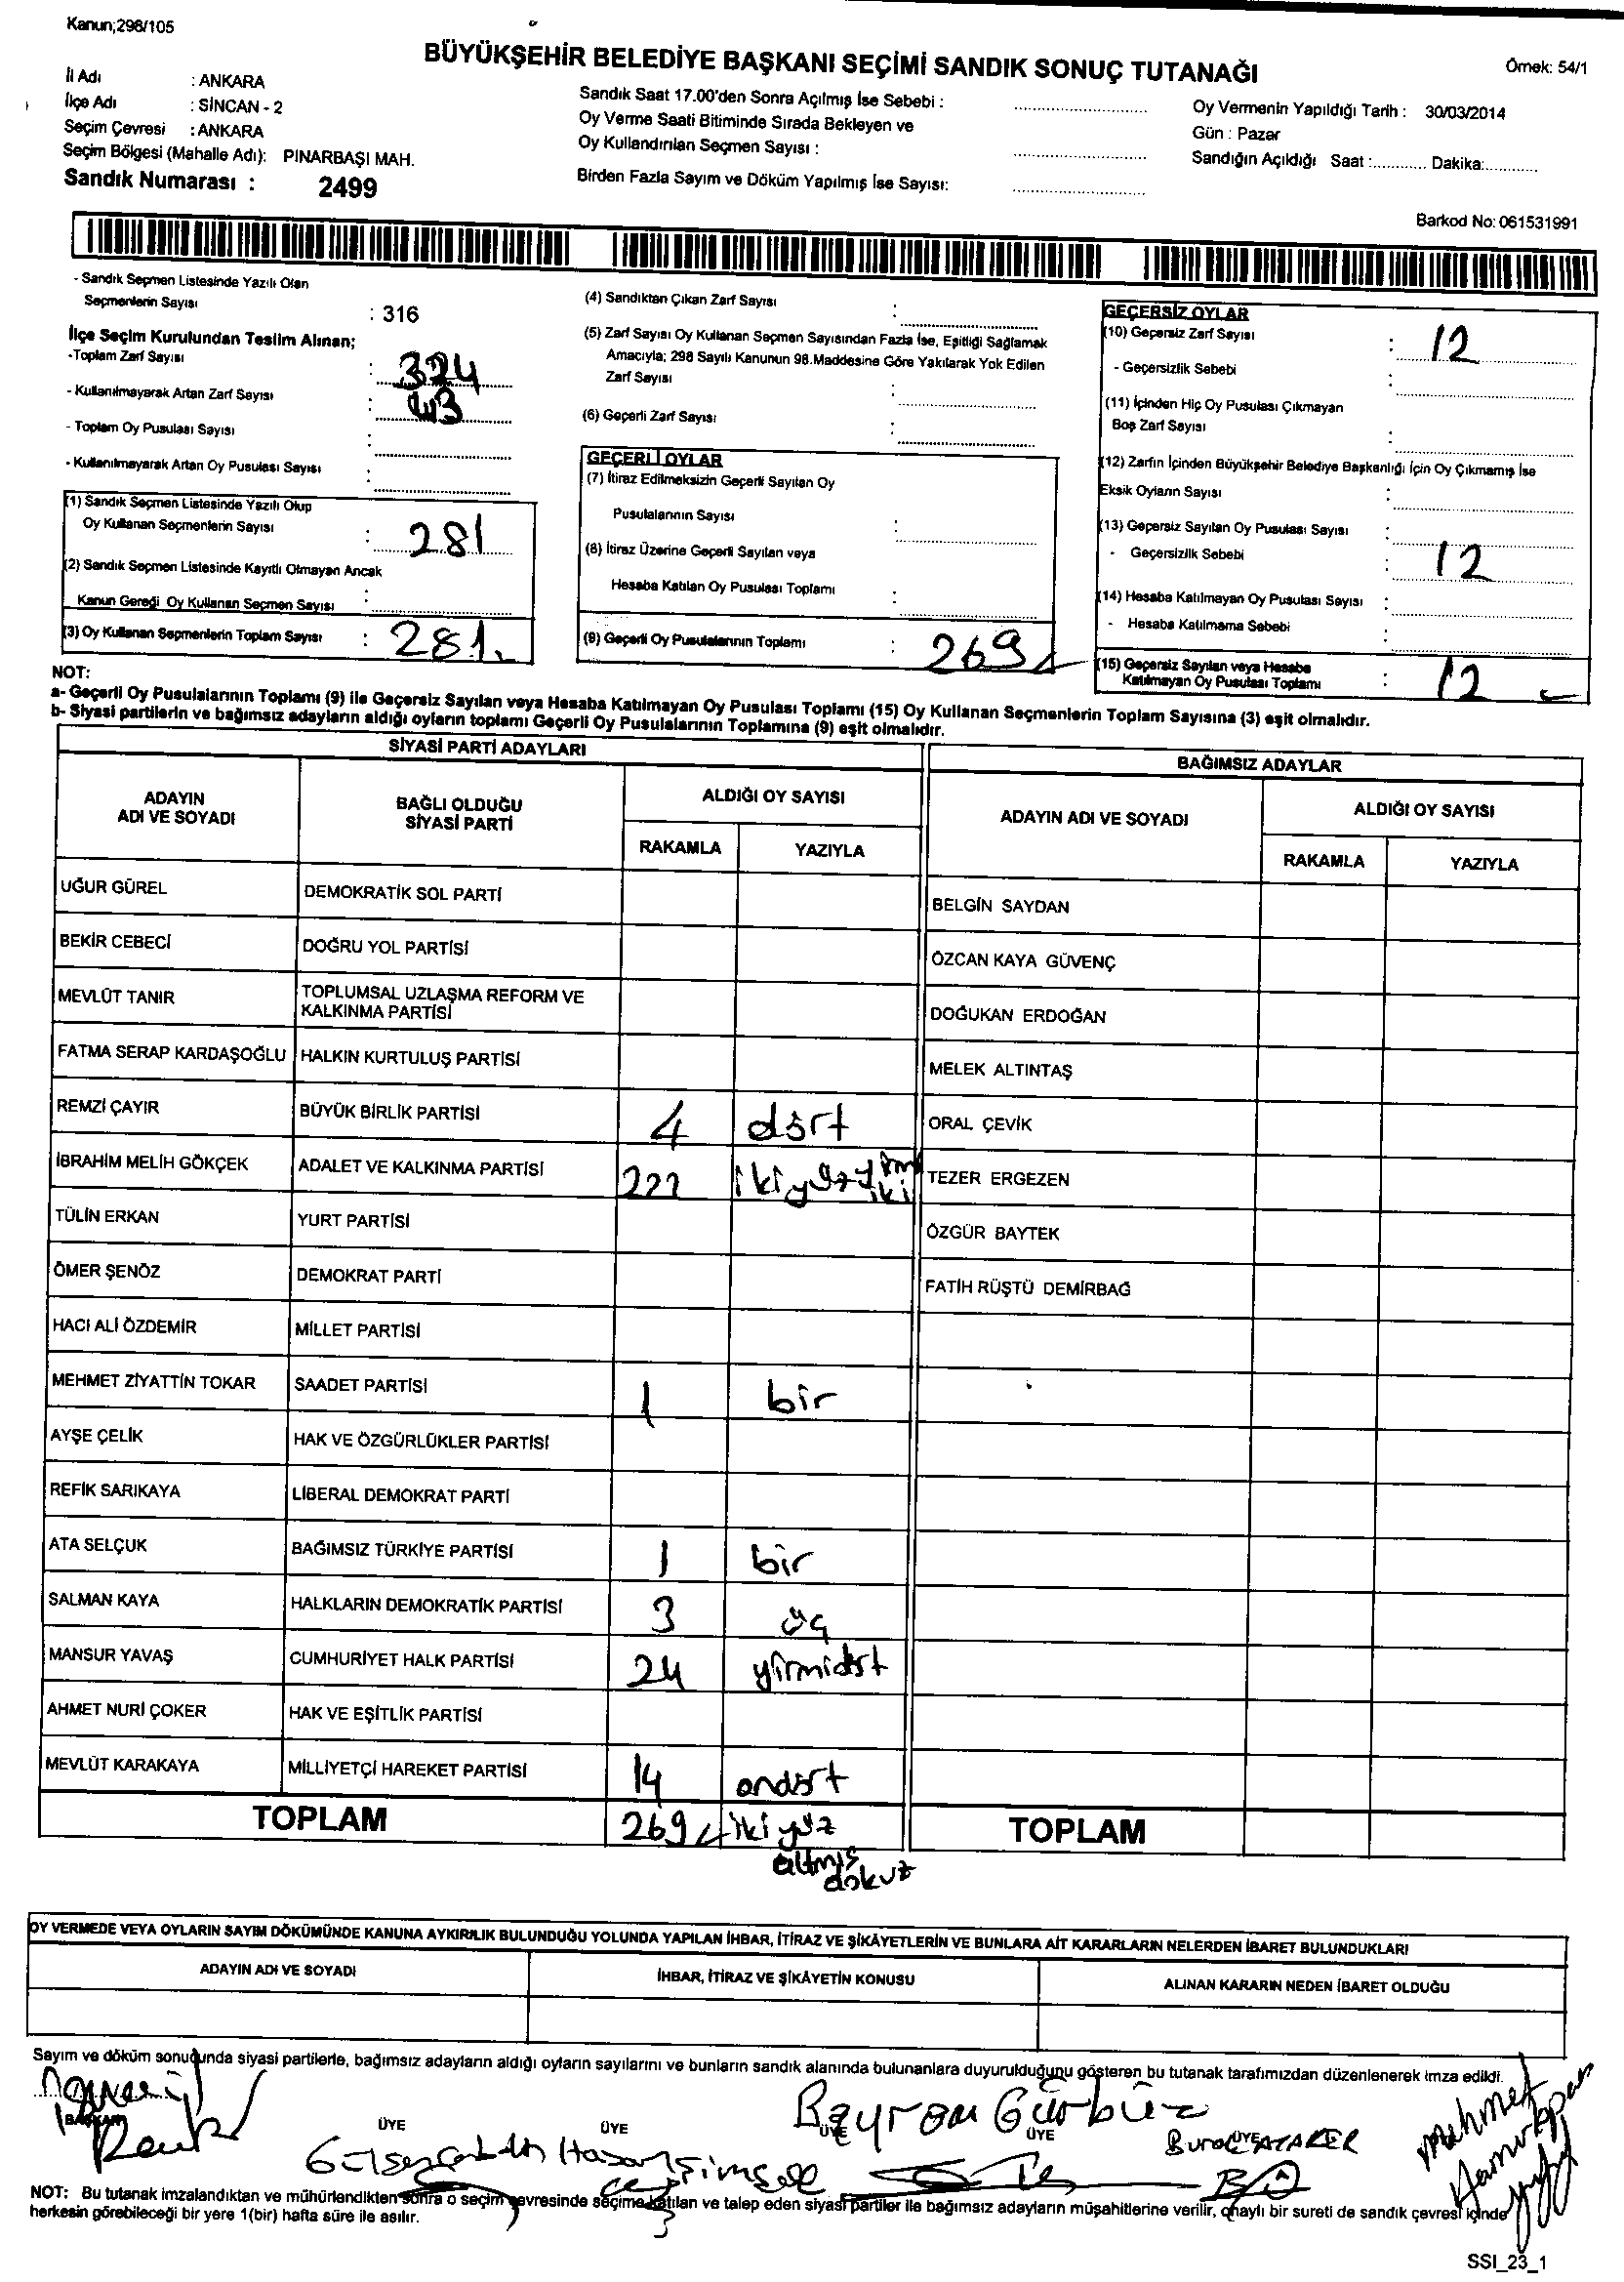 Kanun;298/105
BÜYÜKŞEHİR BELEDİYE BAŞKANI SEÇİMİ SANDIK SONUÇ TUTANAĞI
Örnek: 54/1
İl Adı : ANKARA
İlçe Adı : SİNCAN - 2
Seçim Çevresi : ANKARA
Seçim Bölgesi (Mahalle Adı): PINARBAŞI MAH.
Sandık Numarası : 2499
Sandık Saat 17.00'den Sonra Açılmış İse Sebebi :
Oy Verme Saati Bitiminde Sırada Bekleyen ve
Oy Kullandırılan Seçmen Sayısı :
Birden Fazla Sayım ve Döküm Yapılmış İse Sayısı:
Oy Vermenin Yapıldığı Tarih : 30/03/2014
Gün : Pazar
Sandığın Açıldığı Saat :............ Dakika:............
Barkod No: 061531991
- Sandık Seçmen Listesinde Yazılı Olan
Seçmenlerin Sayısı : 316
İlçe Seçim Kurulundan Teslim Alınan;
-Toplam Zarf Sayısı : 324
- Kullanılmayarak Artan Zarf Sayısı : 43
- Toplam Oy Pusulası Sayısı :
- Kullanılmayarak Artan Oy Pusulası Sayısı :
(1) Sandık Seçmen Listesinde Yazılı Olup
Oy Kullanan Seçmenlerin Sayısı : 281
(2) Sandık Seçmen Listesinde Kayıtlı Olmayan Ancak
Kanun Gereği Oy Kullanan Seçmen Sayısı :
(3) Oy Kullanan Seçmenlerin Toplam Sayısı : 281
(4) Sandıktan Çıkan Zarf Sayısı :
(5) Zarf Sayısı Oy Kullanan Seçmen Sayısından Fazla İse, Eşitliği Sağlamak
Amacıyla; 298 Sayılı Kanunun 98.Maddesine Göre Yakılarak Yok Edilen
Zarf Sayısı :
(6) Geçerli Zarf Sayısı :
GEÇERLİ OYLAR
(7) İtiraz Edilmeksizin Geçerli Sayılan Oy
Pusulalarının Sayısı :
(8) İtiraz Üzerine Geçerli Sayılan veya
Hesaba Katılan Oy Pusulası Toplamı :
(9) Geçerli Oy Pusulalarının Toplamı : 269
GEÇERSİZ OYLAR
(10) Geçersiz Zarf Sayısı : 12
- Geçersizlik Sebebi :
(11) İçinden Hiç Oy Pusulası Çıkmayan
Boş Zarf Sayısı :
(12) Zarfın İçinden Büyükşehir Belediye Başkanlığı İçin Oy Çıkmamış İse
Eksik Oyların Sayısı :
(13) Geçersiz Sayılan Oy Pusulası Sayısı :
- Geçersizlik Sebebi : 12
(14) Hesaba Katılmayan Oy Pusulası Sayısı :
- Hesaba Katılmama Sebebi :
(15) Geçersiz Sayılan veya Hesaba
Katılmayan Oy Pusulası Toplamı : 12
NOT:
a- Geçerli Oy Pusulalarının Toplamı (9) ile Geçersiz Sayılan veya Hesaba Katılmayan Oy Pusulası Toplamı (15) Oy Kullanan Seçmenlerin Toplam Sayısına (3) eşit olmalıdır.
b- Siyasi partilerin ve bağımsız adayların aldığı oyların toplamı Geçerli Oy Pusulalarının Toplamına (9) eşit olmalıdır.
SİYASİ PARTİ ADAYLARI
ADAYIN ADI VE SOYADI
BAĞLI OLDUĞU SİYASİ PARTİ
ALDIĞI OY SAYISI
RAKAMLA YAZIYLA
UĞUR GÜREL DEMOKRATİK SOL PARTİ
BEKİR CEBECİ DOĞRU YOL PARTİSİ
MEVLÜT TANIR TOPLUMSAL UZLAŞMA REFORM VE
KALKINMA PARTİSİ
FATMA SERAP KARDAŞOĞLU HALKIN KURTULUŞ PARTİSİ
REMZİ ÇAYIR BÜYÜK BİRLİK PARTİSİ 4 dört
İBRAHİM MELİH GÖKÇEK ADALET VE KALKINMA PARTİSİ 222 ikiyüzyirmi iki
TÜLİN ERKAN YURT PARTİSİ
ÖMER ŞENÖZ DEMOKRAT PARTİ
HACI ALİ ÖZDEMİR MİLLET PARTİSİ
MEHMET ZİYATTİN TOKAR SAADET PARTİSİ 1 bir
AYŞE ÇELİK HAK VE ÖZGÜRLÜKLER PARTİSİ
REFİK SARIKAYA LİBERAL DEMOKRAT PARTİ
ATA SELÇUK BAĞIMSIZ TÜRKİYE PARTİSİ 1 bir
SALMAN KAYA HALKLARIN DEMOKRATİK PARTİSİ 3 üç
MANSUR YAVAŞ CUMHURİYET HALK PARTİSİ 24 yirmidört
AHMET NURİ ÇOKER HAK VE EŞİTLİK PARTİSİ
MEVLÜT KARAKAYA MİLLİYETÇİ HAREKET PARTİSİ 14 ondört
TOPLAM 269 ikiyüz
altmış
dokuz
BAĞIMSIZ ADAYLAR
ADAYIN ADI VE SOYADI
ALDIĞI OY SAYISI
RAKAMLA YAZIYLA
BELGİN SAYDAN
ÖZCAN KAYA GÜVENÇ
DOĞUKAN ERDOĞAN
MELEK ALTINTAŞ
ORAL ÇEVİK
TEZER ERGEZEN
ÖZGÜR BAYTEK
FATİH RÜŞTÜ DEMİRBAĞ
TOPLAM
OY VERMEDE VEYA OYLARIN SAYIM DÖKÜMÜNDE KANUNA AYKIRILIK BULUNDUĞU YOLUNDA YAPILAN İHBAR, İTİRAZ VE ŞİKÂYETLERİN VE BUNLARA AİT KARARLARIN NELERDEN İBARET BULUNDUKLARI
ADAYIN ADI VE SOYADI İHBAR, İTİRAZ VE ŞİKÂYETİN KONUSU ALINAN KARARIN NEDEN İBARET OLDUĞU
Sayım ve döküm sonucunda siyasi partilerle, bağımsız adayların aldığı oyların sayılarını ve bunların sandık alanında bulunanlara duyurulduğunu gösteren bu tutanak tarafımızdan düzenlenerek imza edildi.
BAŞKAN ÜYE ÜYE ÜYE ÜYE ÜYE
Bayram Gürbüz
Mehmet
NOT: Bu tutanak imzalandıktan ve mühürlendikten sonra o seçim çevresinde seçime katılan ve talep eden siyasi partiler ile bağımsız adayların müşahitlerine verilir, onaylı bir sureti de sandık çevresi içinde
herkesin görebileceği bir yere 1(bir) hafta süre ile asılır.
SSI_23_1